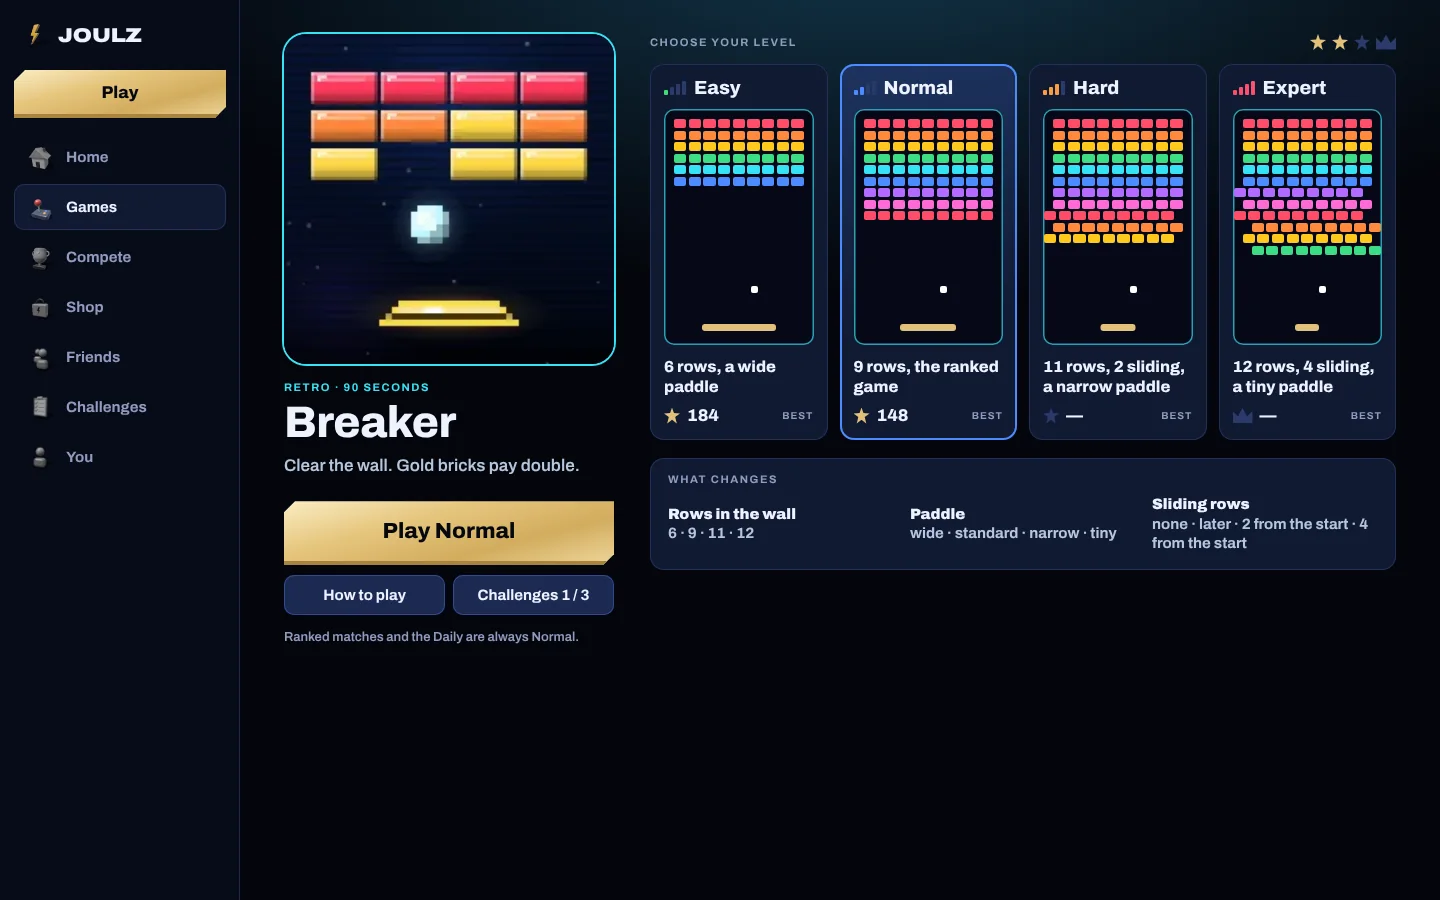 JOULZ
Play
Home
Games
Compete
Shop
Friends
Challenges
You
RETRO · 90 SECONDS
Breaker
Clear the wall. Gold bricks pay double.
Play Normal
How to play
Challenges 1 / 3
Ranked matches and the Daily are always Normal.
CHOOSE YOUR LEVEL
Easy
6 rows, a wide
paddle
184 BEST
Normal
9 rows, the ranked
game
148 BEST
Hard
11 rows, 2 sliding,
a narrow paddle
— BEST
Expert
12 rows, 4 sliding,
a tiny paddle
— BEST
WHAT CHANGES
Rows in the wall
6 · 9 · 11 · 12
Paddle
wide · standard · narrow · tiny
Sliding rows
none · later · 2 from the start · 4
from the start